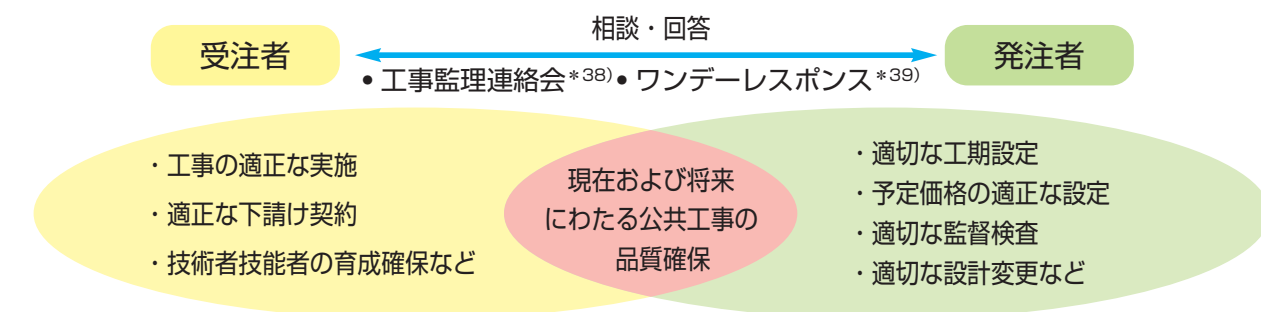 受注者
相談・回答
発注者
•工事監理連絡会*38)•ワンデーレスポンス*39)
・工事の適正な実施
・適正な下請け契約
・技術者技能者の育成確保など
現在および将来
にわたる公共工事の
品質確保
・適切な工期設定
・予定価格の適正な設定
・適切な監督検査
・適切な設計変更など